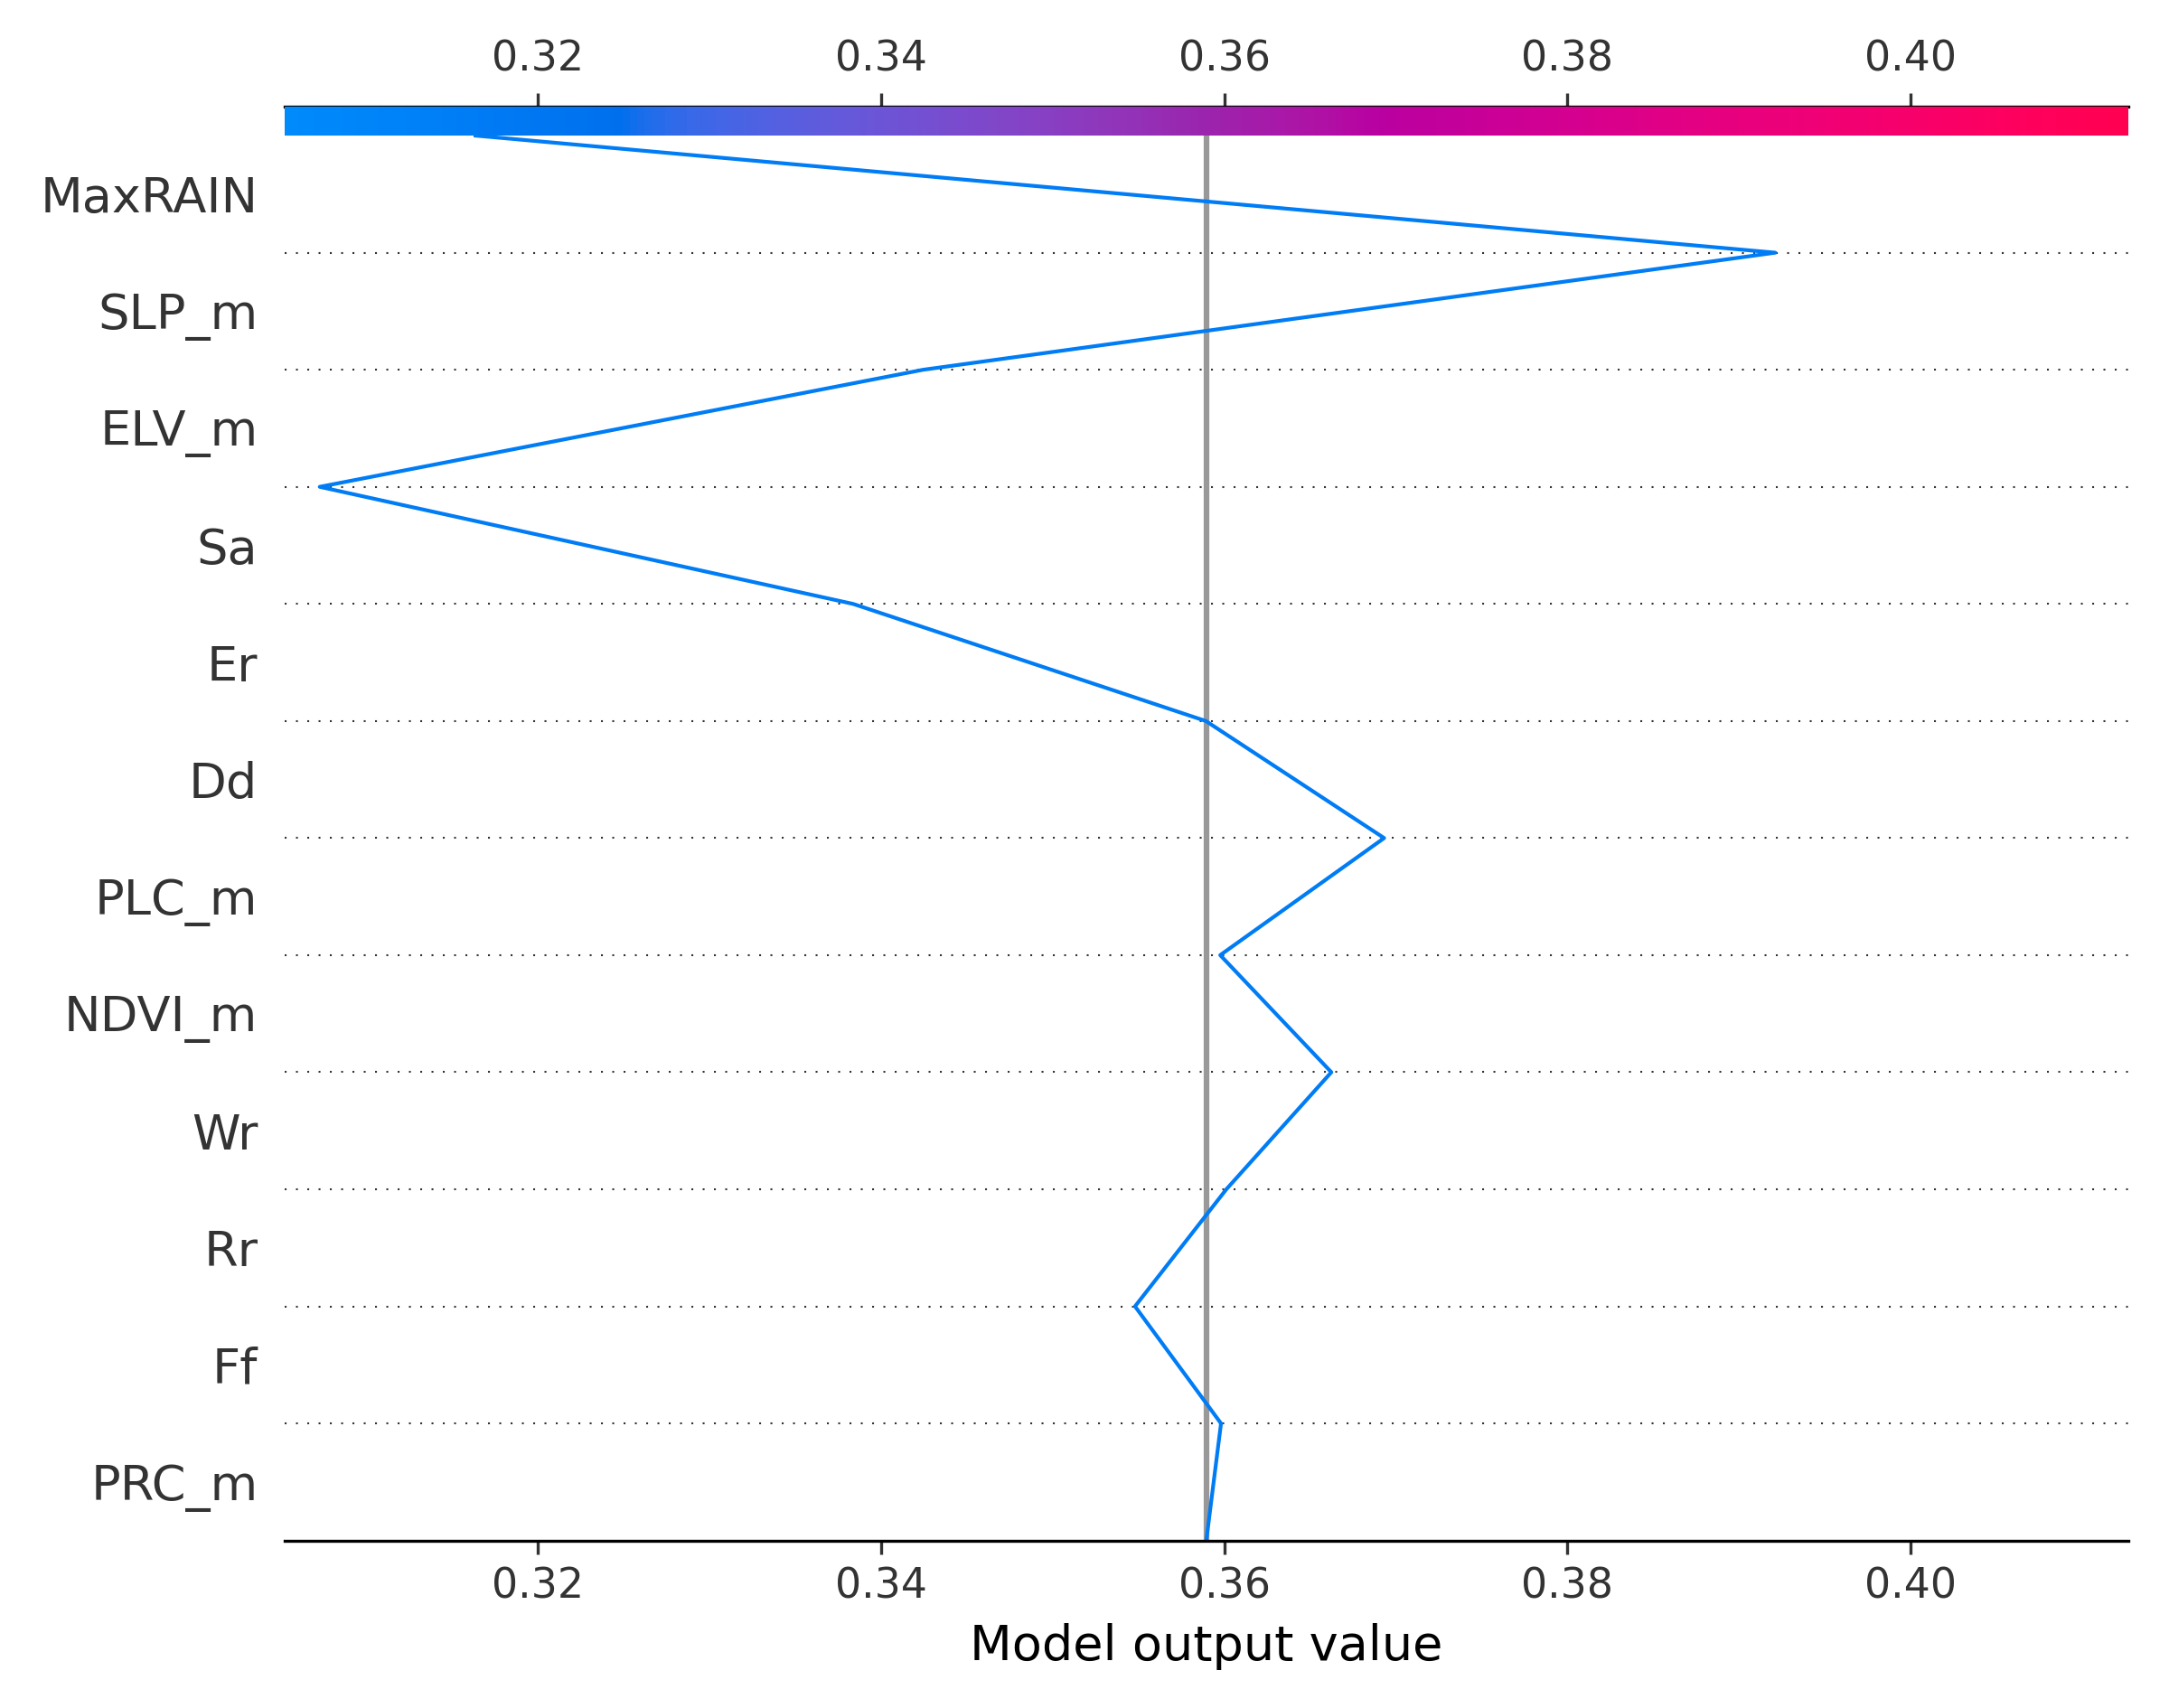 0.32 0.34 0.36 0.38 0.40
MaxRAIN
SLP_m
ELV_m
Sa
Er
Dd
PLC_m
NDVI_m
Wr
Rr
Ff
PRC_m
0.32 0.34 0.36 0.38 0.40
Model output value